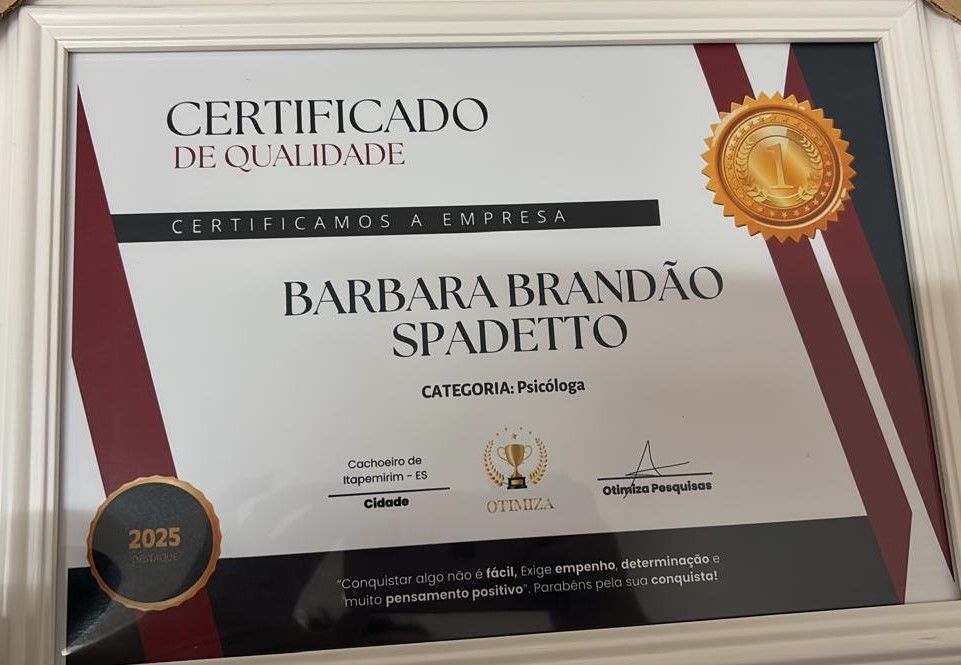 CERTIFICADO
DE QUALIDADE
1
CERTIFICAMOS A EMPRESA
BARBARA BRANDÃO
SPADETTO
CATEGORIA: Psicóloga
Cachoeiro de
Itapemirim - ES
Cidade
OTIMIZA
Otimiza Pesquisas
2025
DESTAQUE
"Conquistar algo não é fácil, Exige empenho, determinação e
muito pensamento positivo". Parabéns pela sua conquista!